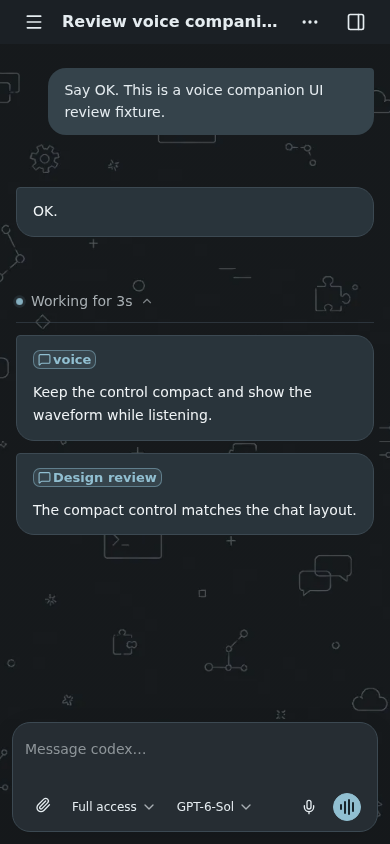 Review voice compani...
Say OK. This is a voice companion UI
review fixture.
OK.
Working for 3s
voice
Keep the control compact and show the
waveform while listening.
Design review
The compact control matches the chat layout.
>_
Message codex...
Full access
GPT-6-Sol